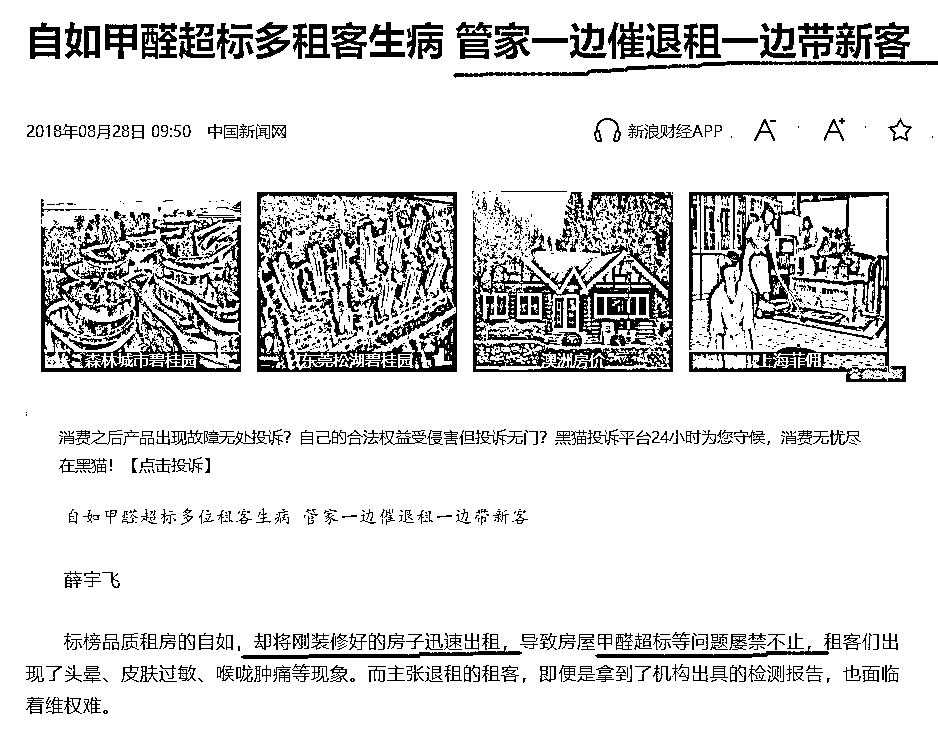 自如甲醛超标多租客生病 管家一边催退租一边带新客
2018年08月28日 09:50 中国新闻网
新浪财经APP
A- A+
森林城市碧桂园 东莞松湖碧桂园 澳洲房价 上海菲佣
消费之后产品出现故障无处投诉？自己的合法权益受侵害但投诉无门？黑猫投诉平台24小时为您守候，消费无忧尽
在黑猫！【点击投诉】
自如甲醛超标多位租客生病 管家一边催退租一边带新客
薛宇飞
标榜品质租房的自如，却将刚装修好的房子迅速出租，导致房屋甲醛超标等问题屡禁不止，租客们出
现了头晕、皮肤过敏、喉咙肿痛等现象。而主张退租的租客，即便是拿到了机构出具的检测报告，也面临
着维权难。